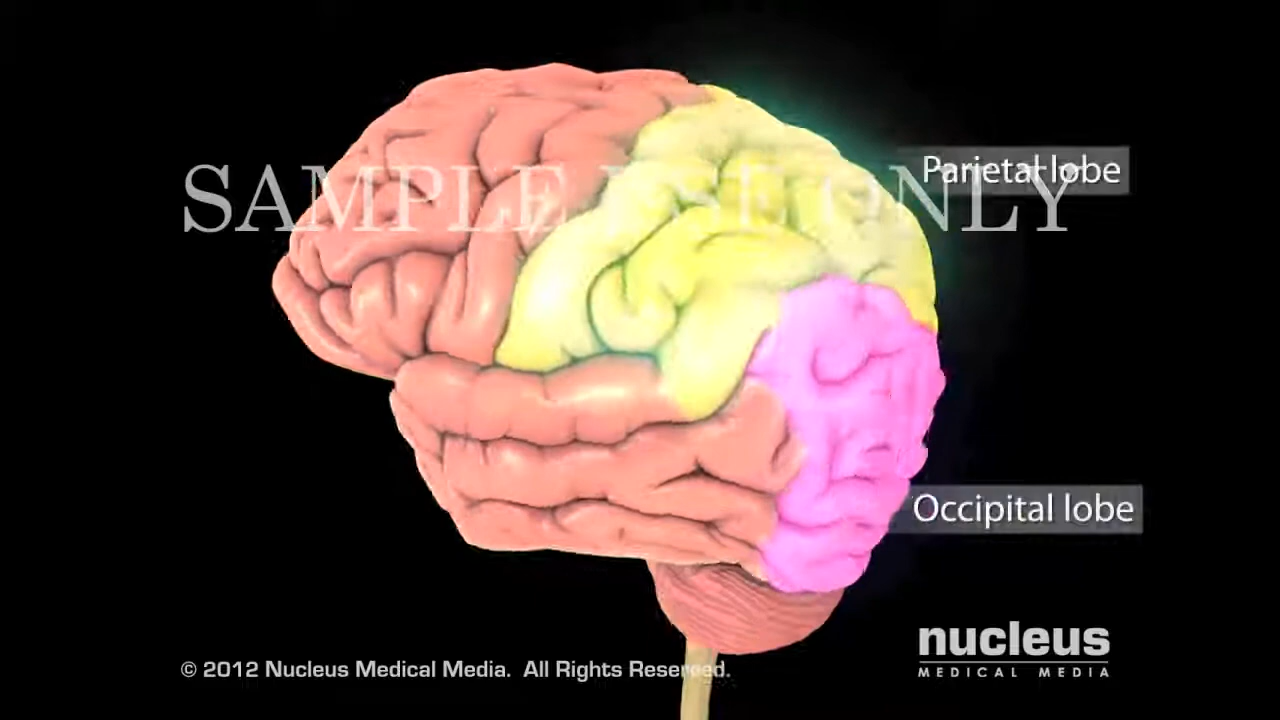 SAMPLE USE ONLY
Parietal lobe
Occipital lobe
nucleus
MEDICAL MEDIA
© 2012 Nucleus Medical Media. All Rights Reserved.